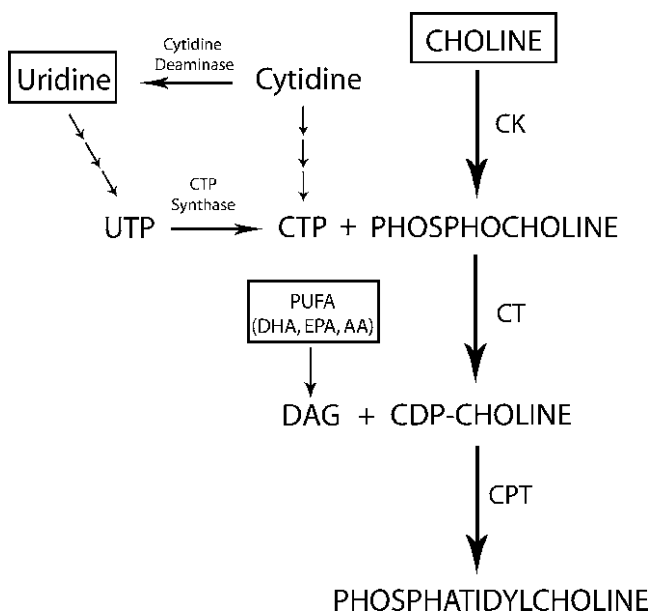 Cytidine
Deaminase
CHOLINE
Uridine
Cytidine
CK
CTP
Synthase
UTP
CTP + PHOSPHOCHOLINE
PUFA
(DHA, EPA, AA)
CT
DAG + CDP-CHOLINE
CPT
PHOSPHATIDYLCHOLINE